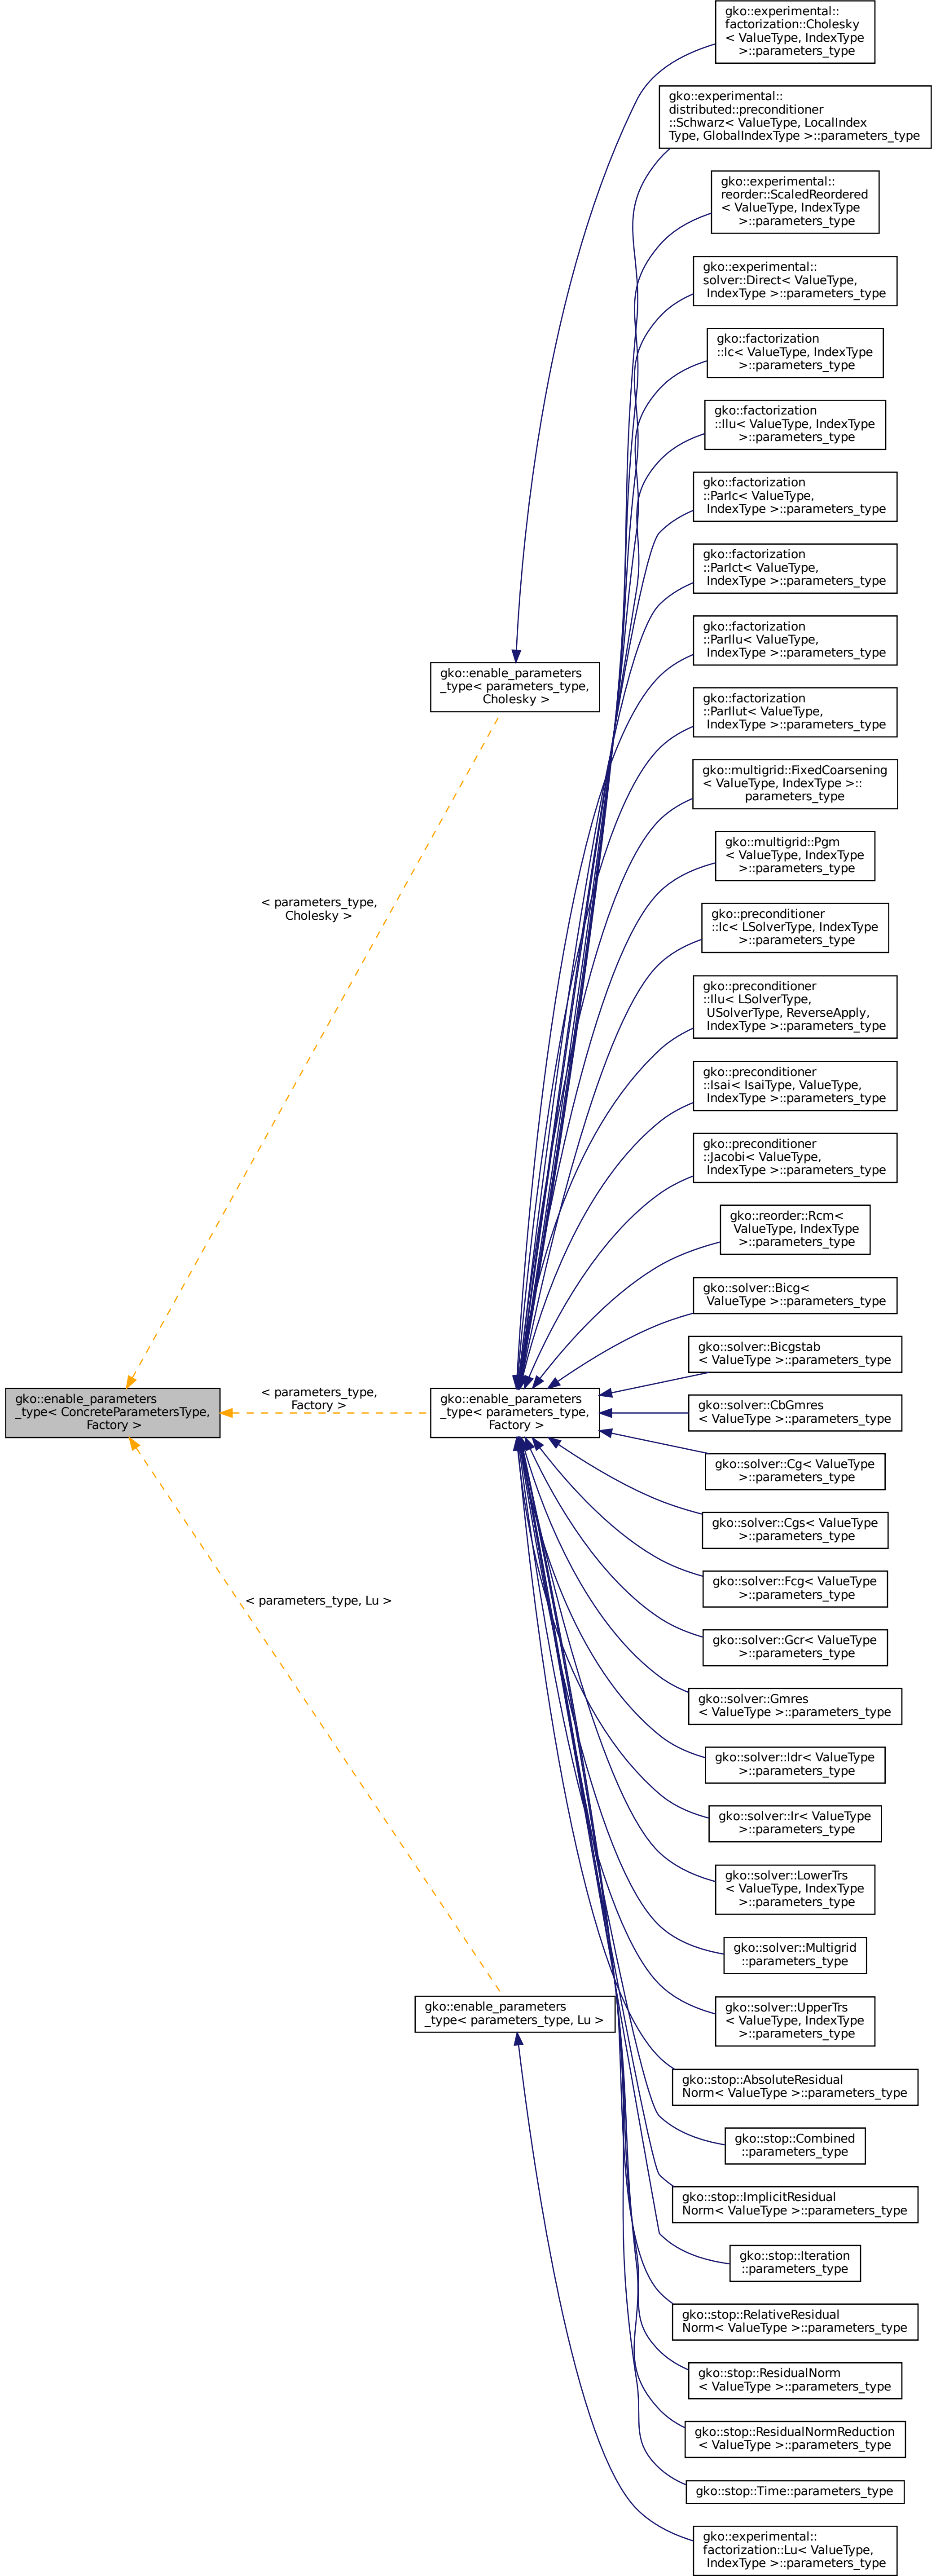 gko::experimental::
factorization::Cholesky
< ValueType, IndexType
>::parameters_type
gko::experimental::
distributed::preconditioner
::Schwarz< ValueType, LocalIndex
Type, GlobalIndexType >::parameters_type
gko::experimental::
reorder::ScaledReordered
< ValueType, IndexType
>::parameters_type
gko::experimental::
solver::Direct< ValueType,
IndexType >::parameters_type
gko::factorization
::Ic< ValueType, IndexType
>::parameters_type
gko::factorization
::Ilu< ValueType, IndexType
>::parameters_type
gko::factorization
::ParIc< ValueType,
IndexType >::parameters_type
gko::factorization
::ParIct< ValueType,
IndexType >::parameters_type
gko::factorization
::ParIlu< ValueType,
IndexType >::parameters_type
gko::factorization
::ParIlut< ValueType,
IndexType >::parameters_type
gko::enable_parameters
_type< parameters_type,
Cholesky >
gko::multigrid::FixedCoarsening
< ValueType, IndexType >::
parameters_type
gko::multigrid::Pgm
< ValueType, IndexType
>::parameters_type
< parameters_type,
Cholesky >
gko::preconditioner
::Ic< LSolverType, IndexType
>::parameters_type
gko::preconditioner
::Ilu< LSolverType,
USolverType, ReverseApply,
IndexType >::parameters_type
gko::preconditioner
::Isai< IsaiType, ValueType,
IndexType >::parameters_type
gko::preconditioner
::Jacobi< ValueType,
IndexType >::parameters_type
gko::reorder::Rcm<
ValueType, IndexType
>::parameters_type
gko::solver::Bicg<
ValueType >::parameters_type
gko::solver::Bicgstab
< ValueType >::parameters_type
gko::enable_parameters
_type< ConcreteParametersType,
Factory >
< parameters_type,
Factory >
gko::enable_parameters
_type< parameters_type,
Factory >
gko::solver::CbGmres
< ValueType >::parameters_type
gko::solver::Cg< ValueType
>::parameters_type
gko::solver::Cgs< ValueType
>::parameters_type
gko::solver::Fcg< ValueType
>::parameters_type
< parameters_type, Lu >
gko::solver::Gcr< ValueType
>::parameters_type
gko::solver::Gmres
< ValueType >::parameters_type
gko::solver::Idr< ValueType
>::parameters_type
gko::solver::Ir< ValueType
>::parameters_type
gko::solver::LowerTrs
< ValueType, IndexType
>::parameters_type
gko::solver::Multigrid
::parameters_type
gko::enable_parameters
_type< parameters_type, Lu >
gko::solver::UpperTrs
< ValueType, IndexType
>::parameters_type
gko::stop::AbsoluteResidual
Norm< ValueType >::parameters_type
gko::stop::Combined
::parameters_type
gko::stop::ImplicitResidual
Norm< ValueType >::parameters_type
gko::stop::Iteration
::parameters_type
gko::stop::RelativeResidual
Norm< ValueType >::parameters_type
gko::stop::ResidualNorm
< ValueType >::parameters_type
gko::stop::ResidualNormReduction
< ValueType >::parameters_type
gko::stop::Time::parameters_type
gko::experimental::
factorization::Lu< ValueType,
IndexType >::parameters_type